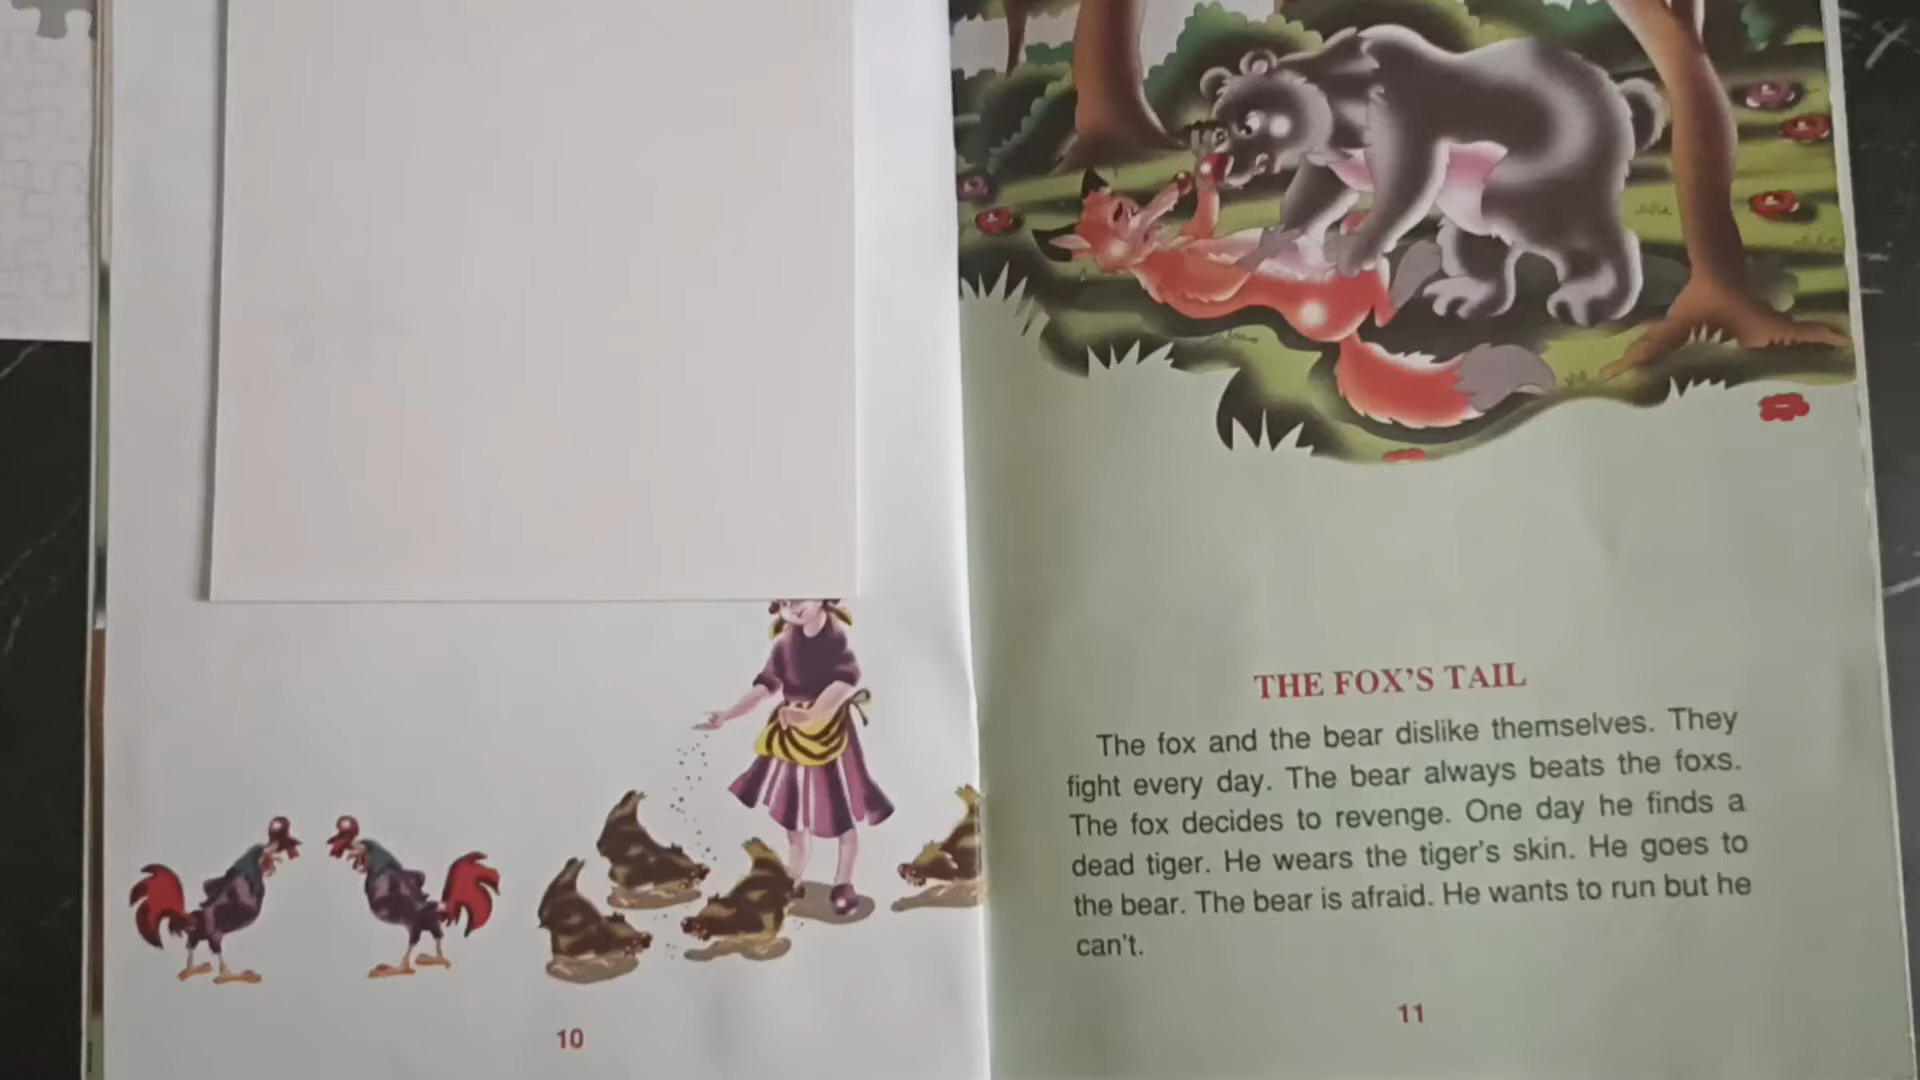 10
THE FOX'S TAIL
The fox and the bear dislike themselves. They
fight every day. The bear always beats the foxs.
The fox decides to revenge. One day he finds a
dead tiger. He wears the tiger's skin. He goes to
the bear. The bear is afraid. He wants to run but he
can't.
11